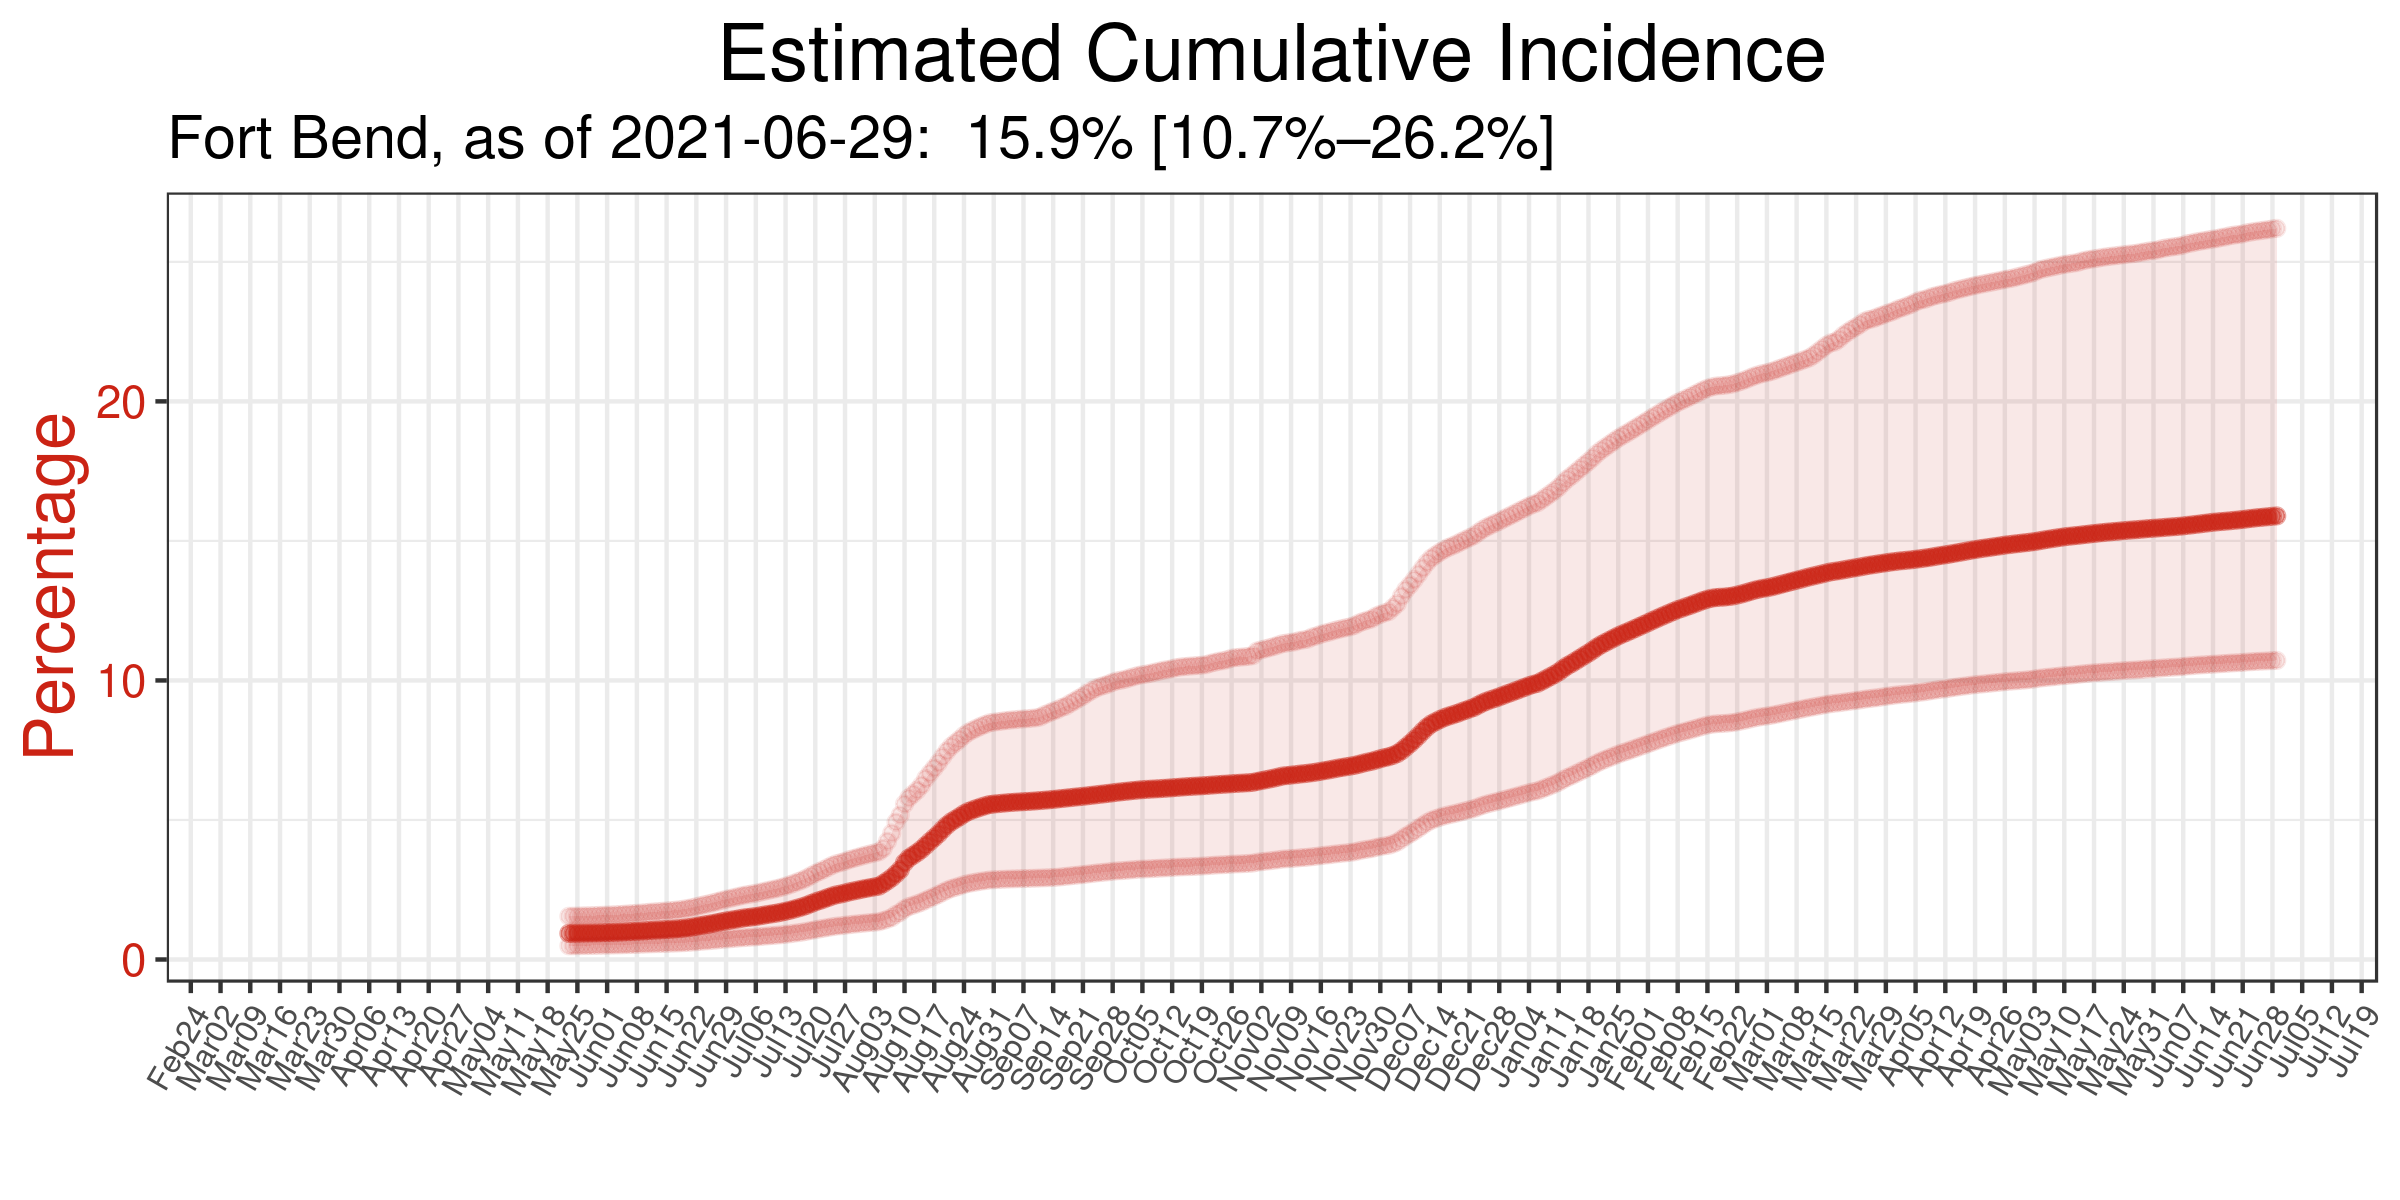 Estimated Cumulative Incidence
Fort Bend, as of 2021-06-29: 15.9% [10.7%–26.2%]
Percentage
20
10
0
Feb24
Mar02
Mar09
Mar16
Mar23
Mar30
Apr06
Apr13
Apr20
Apr27
May04
May11
May18
May25
Jun01
Jun08
Jun15
Jun22
Jun29
Jul06
Jul13
Jul20
Jul27
Aug03
Aug10
Aug17
Aug24
Aug31
Sep07
Sep14
Sep21
Sep28
Oct05
Oct12
Oct19
Oct26
Nov02
Nov09
Nov16
Nov23
Nov30
Dec07
Dec14
Dec21
Dec28
Jan04
Jan11
Jan18
Jan25
Feb01
Feb08
Feb15
Feb22
Mar01
Mar08
Mar15
Mar22
Mar29
Apr05
Apr12
Apr19
Apr26
May03
May10
May17
May24
May31
Jun07
Jun14
Jun21
Jun28
Jul05
Jul12
Jul19